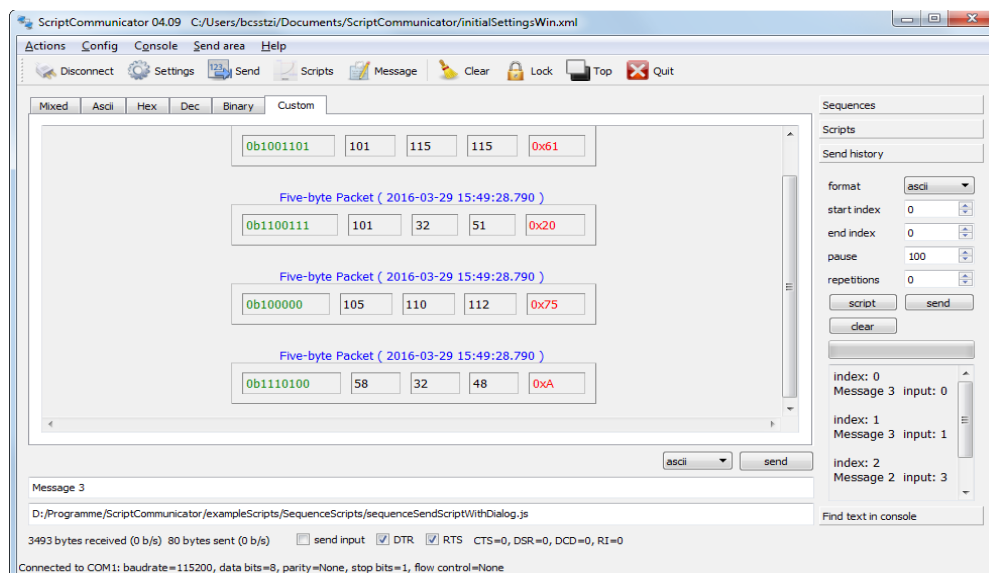 ScriptCommunicator 04.09 C:/Users/bcsstzi/Documents/ScriptCommunicator/initialSettingsWin.xml
Actions Config Console Send area Help
Disconnect Settings Send Scripts Message Clear Lock Top Quit
Mixed Ascii Hex Dec Binary Custom
0b1001101 101 115 115 0x61
Five-byte Packet ( 2016-03-29 15:49:28.790 )
0b1100111 101 32 51 0x20
Five-byte Packet ( 2016-03-29 15:49:28.790 )
0b100000 105 110 112 0x75
Five-byte Packet ( 2016-03-29 15:49:28.790 )
0b1110100 58 32 48 0xA
ascii send
Message 3
D:/Programme/ScriptCommunicator/exampleScripts/SequenceScripts/sequenceSendScriptWithDialog.js
3493 bytes received (0 b/s) 80 bytes sent (0 b/s) send input DTR RTS CTS=0, DSR=0, DCD=0, RI=0
Connected to COM1: baudrate=115200, data bits=8, parity=None, stop bits=1, flow control=None
Sequences
Scripts
Send history
format ascii
start index 0
end index 0
pause 100
repetitions 0
script send
clear
index: 0
Message 3 input: 0
index: 1
Message 3 input: 1
index: 2
Message 2 input: 3
Find text in console